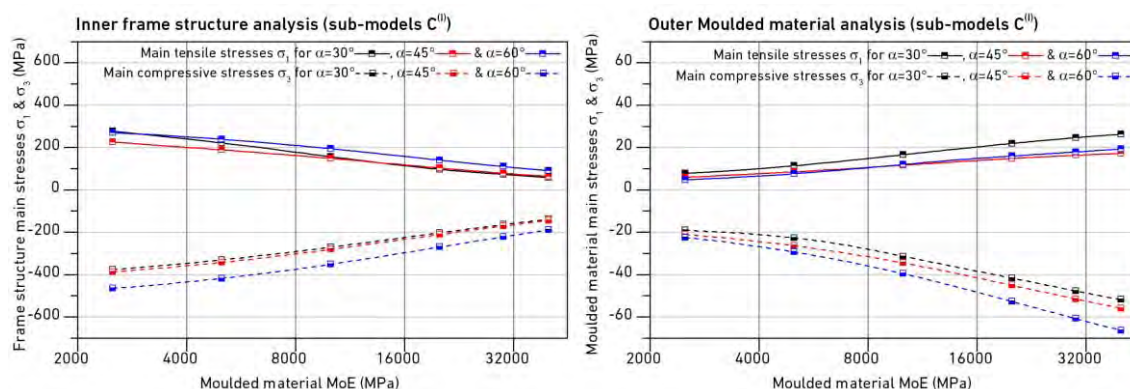 Inner frame structure analysis (sub-models C⁽ᴵ⁾)
Main tensile stresses σ₁ for α=30° , α=45° & α=60°
Main compressive stresses σ₃ for α=30° , α=45° & α=60°
Frame structure main stresses σ₁ & σ₃ (MPa)
600
400
200
0
-200
-400
-600
2000 4000 8000 16000 32000
Moulded material MoE (MPa)
Outer Moulded material analysis (sub-models C⁽ᴵ⁾)
Main tensile stresses σ₁ for α=30° , α=45° & α=60°
Main compressive stresses σ₃ for α=30° , α=45° & α=60°
Moulded material main stresses σ₁ & σ₃ (MPa)
60
40
20
0
-20
-40
-60
2000 4000 8000 16000 32000
Moulded material MoE (MPa)